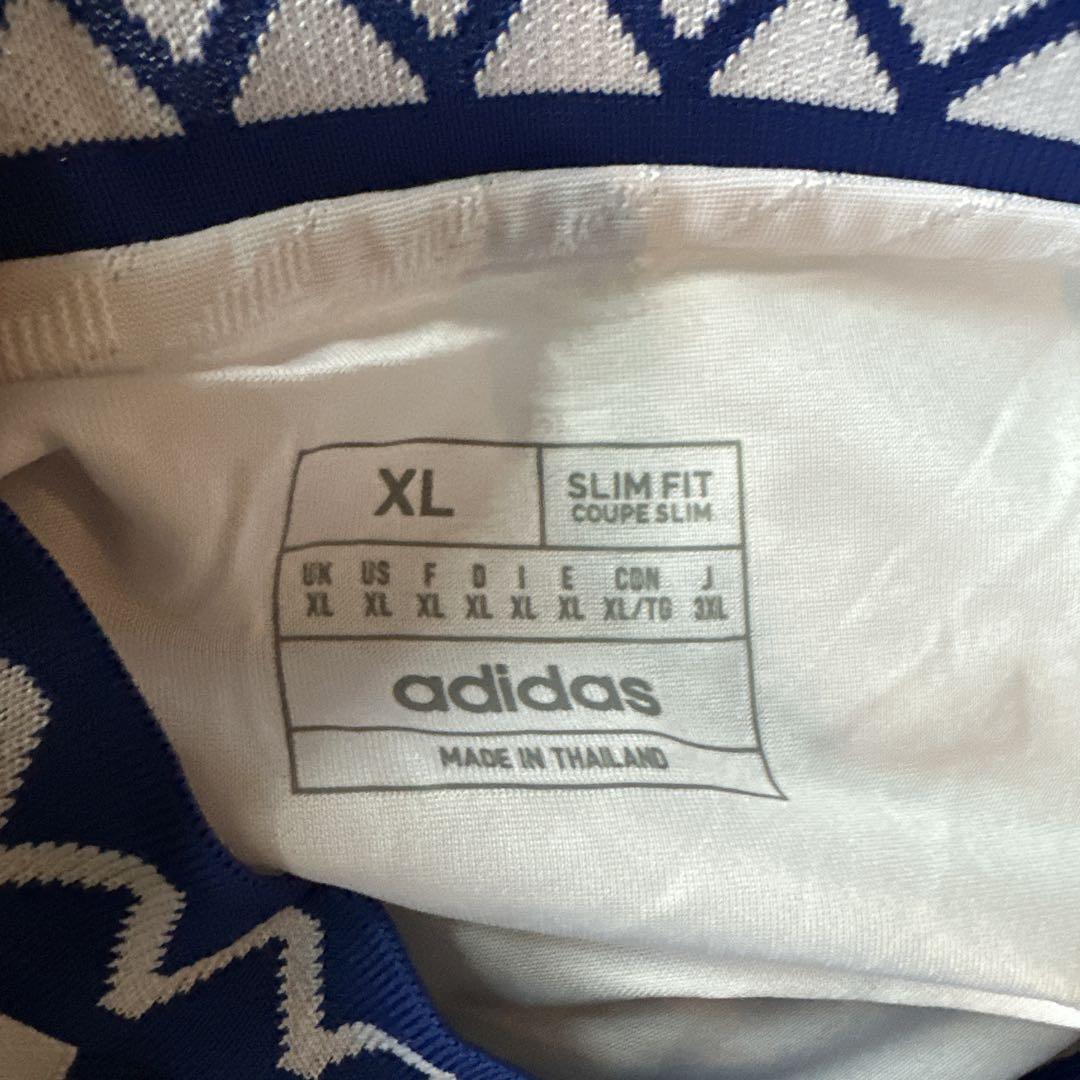 XL
SLIM FIT
COUPE SLIM
UK US F D I E CON J
XL XL XL XL XL XL XL/TG 3XL
adidas
MADE IN THAILAND